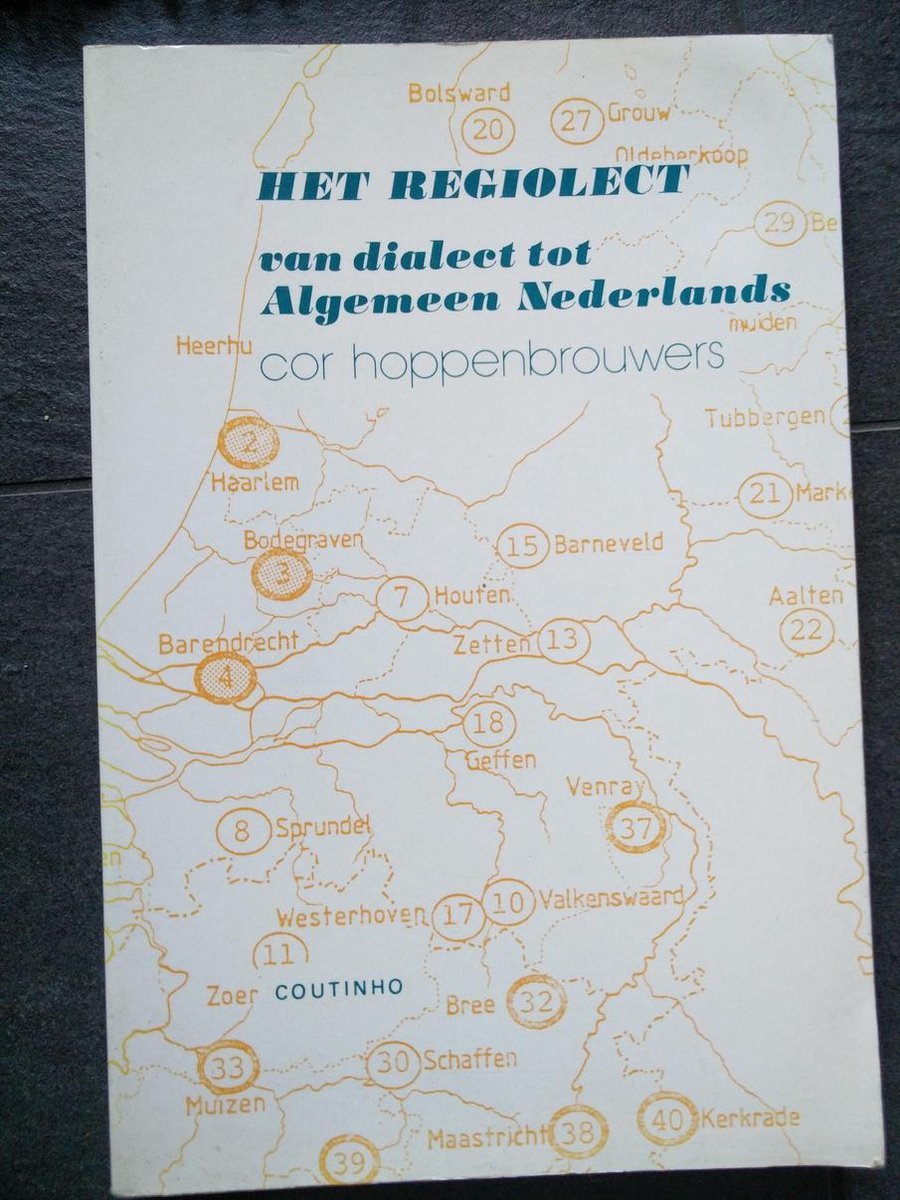 Bolsward
20
27
Grouw
Oldeberkoop
HET REGIOLECT
29
Be
van dialect tot
Algemeen Nederlands
muiden
Heerhu
cor hoppenbrouwers
Tubbergen
2
Haarlem
21
Marke
Bodegraven
3
15
Barneveld
7
Houten
Aalten
22
Barendrecht
4
Zetten
13
18
Geffen
Venray
37
8
Sprundel
en
Westerhoven
17
10
Valkenswaard
11
Zoer
COUTINHO
Bree
32
33
Muizen
30
Schaffen
Maastricht
38
40
Kerkrade
39